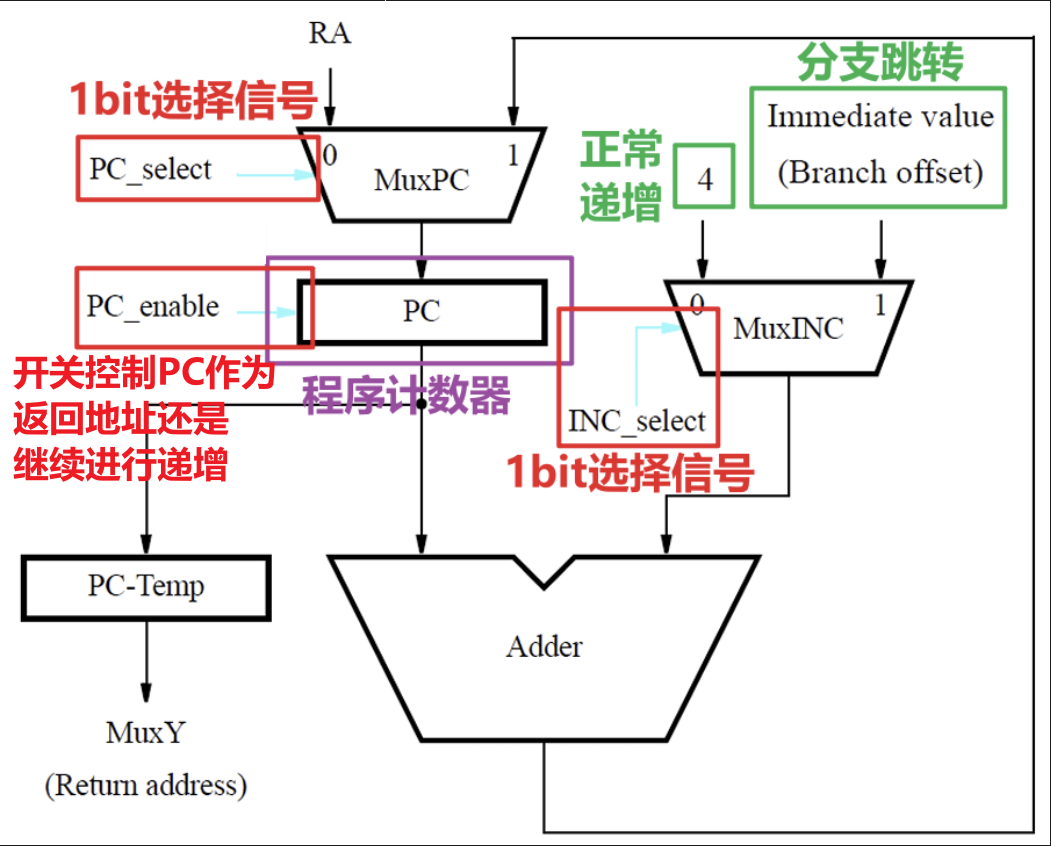 RA
1bit选择信号
PC_select
0
1
MuxPC
分支跳转
正常
递增
4
Immediate value
(Branch offset)
PC_enable
PC
0
1
MuxINC
INC_select
1bit选择信号
开关控制PC作为
返回地址还是
继续进行递增
程序计数器
PC-Temp
Adder
MuxY
(Return address)